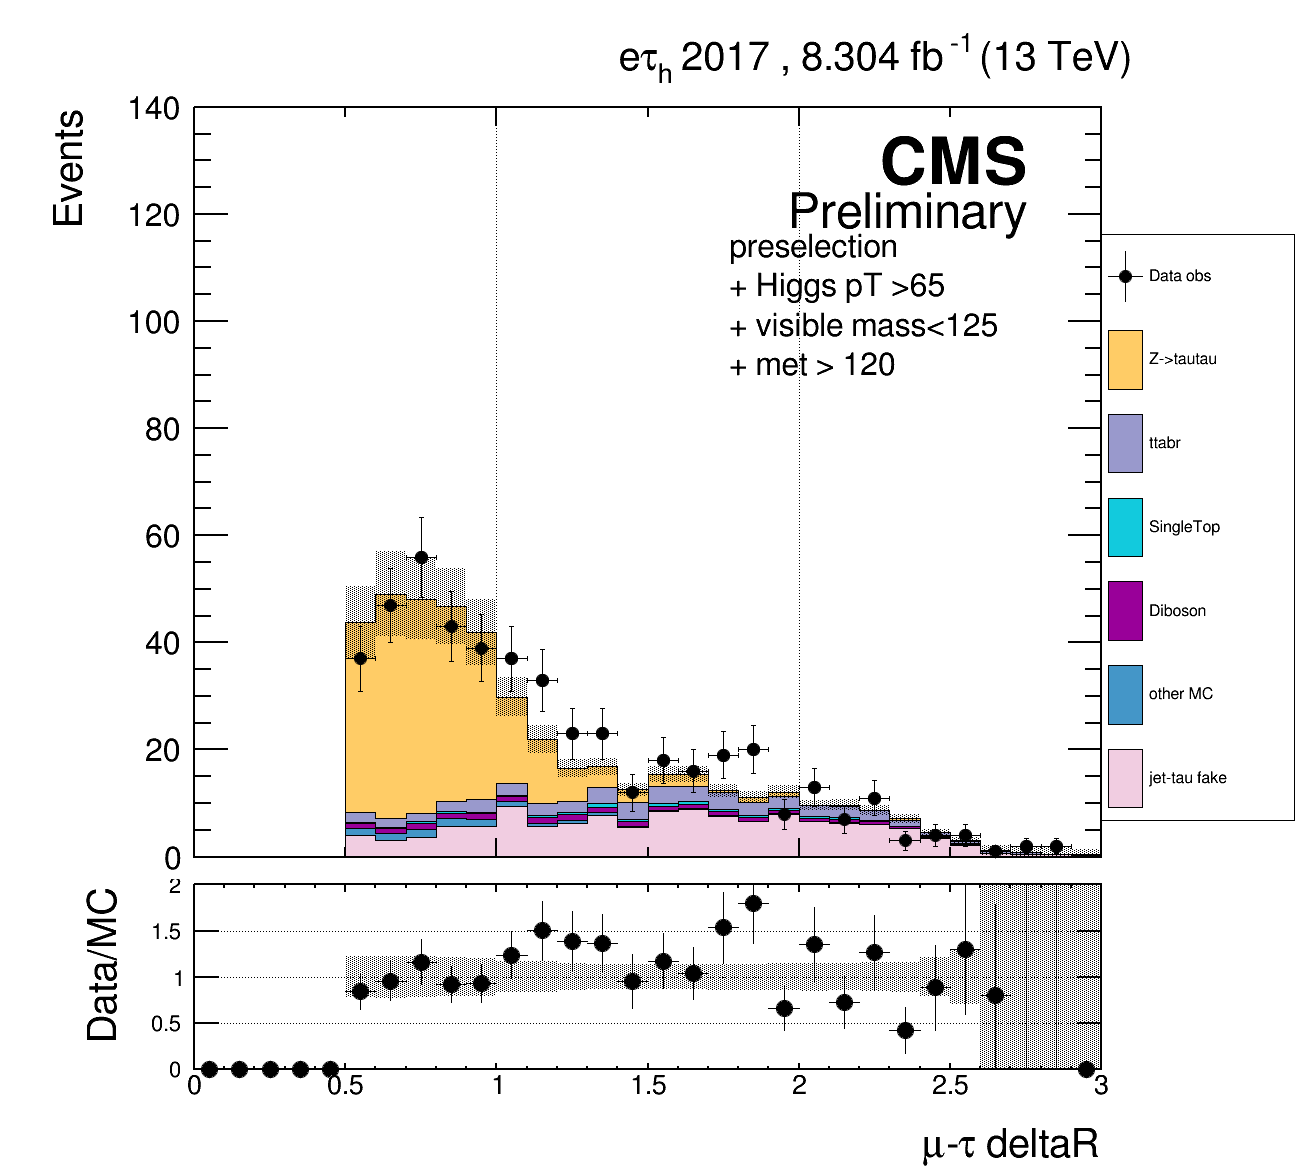 eτh 2017 , 8.304 fb-1 (13 TeV)
Events
140
120
100
80
60
40
20
0
CMS
Preliminary
preselection
+ Higgs pT >65
+ visible mass<125
+ met > 120
Data obs
Z->tautau
ttabr
SingleTop
Diboson
other MC
jet-tau fake
Data/MC
2
1.5
1
0.5
0
0 0.5 1 1.5 2 2.5 3
μ-τ deltaR